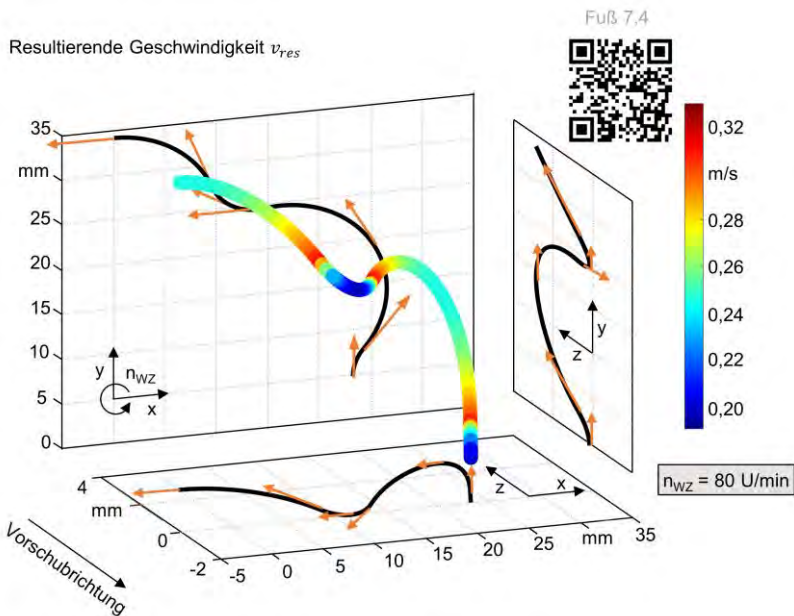 Fuß 7,4
Resultierende Geschwindigkeit v_res
35
mm
25
20
15
10
5
0
y
n_WZ
x
z
y
0,32
m/s
0,28
0,26
0,24
0,22
0,20
n_WZ = 80 U/min
z
x
4
mm
0
-2
-5
0
5
10
15
20
25
mm
35
Vorschubrichtung